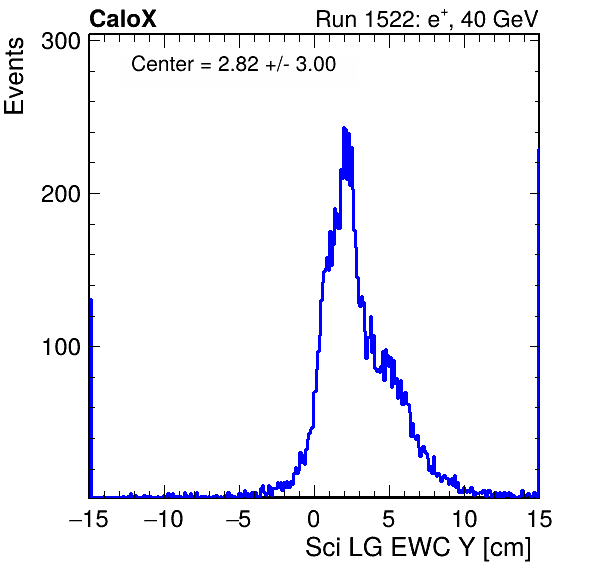 CaloX Run 1522: e⁺, 40 GeV
Center = 2.82 +/- 3.00
Events
300
200
100
−15 −10 −5 0 5 10 15
Sci LG EWC Y [cm]